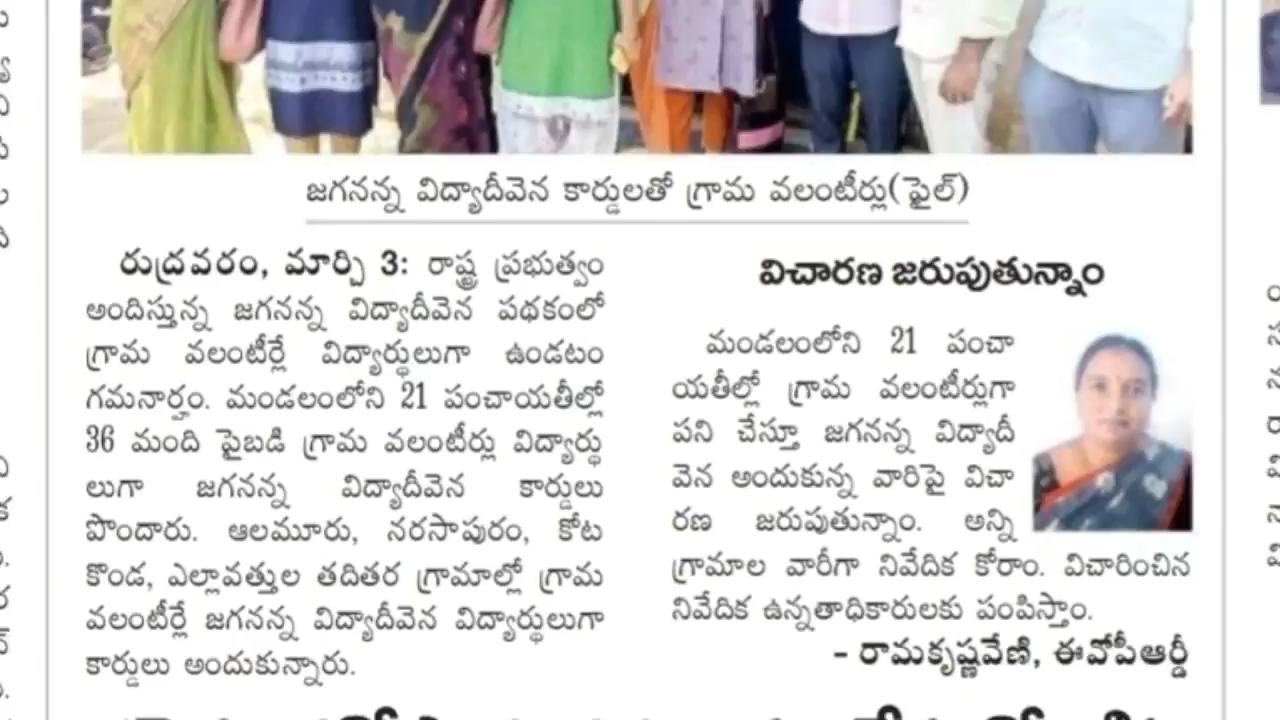 జగనన్న విద్యాదీవెన కార్డులతో గ్రామ వలంటీర్లు(ఫైల్)
రుద్రవరం, మార్చి 3: రాష్ట్ర ప్రభుత్వం
అందిస్తున్న జగనన్న విద్యాదీవెన పథకంలో
గ్రామ వలంటీర్లే విద్యార్థులుగా ఉండటం
గమనార్హం. మండలంలోని 21 పంచాయతీల్లో
36 మంది పైబడి గ్రామ వలంటీర్లు విద్యార్థు
లుగా జగనన్న విద్యాదీవెన కార్డులు
పొందారు. ఆలమూరు, నరసాపురం, కోట
కొండ, ఎల్లావత్తుల తదితర గ్రామాల్లో గ్రామ
వలంటీర్లే జగనన్న విద్యాదీవెన విద్యార్థులుగా
కార్డులు అందుకున్నారు.
విచారణ జరుపుతున్నాం
మండలంలోని 21 పంచా
యతీల్లో గ్రామ వలంటీర్లుగా
పని చేస్తూ జగనన్న విద్యాదీ
వెన అందుకున్న వారిపై విచా
రణ జరుపుతున్నాం. అన్ని
గ్రామాల వారీగా నివేదిక కోరాం. విచారించిన
నివేదిక ఉన్నతాధికారులకు పంపిస్తాం.
- రామకృష్ణవేణి, ఈవోపీఆర్డీ